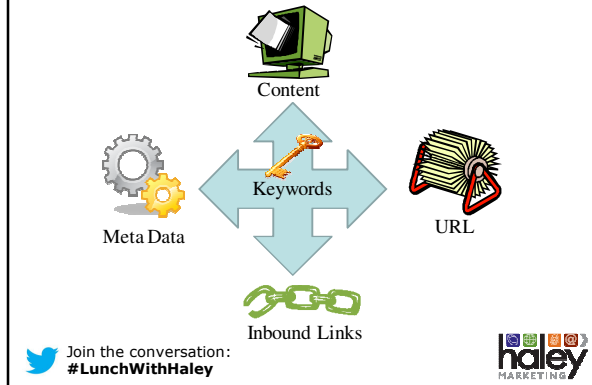 Content
Keywords
Meta Data
URL
Inbound Links
Join the conversation:
#LunchWithHaley
haley
MARKETING